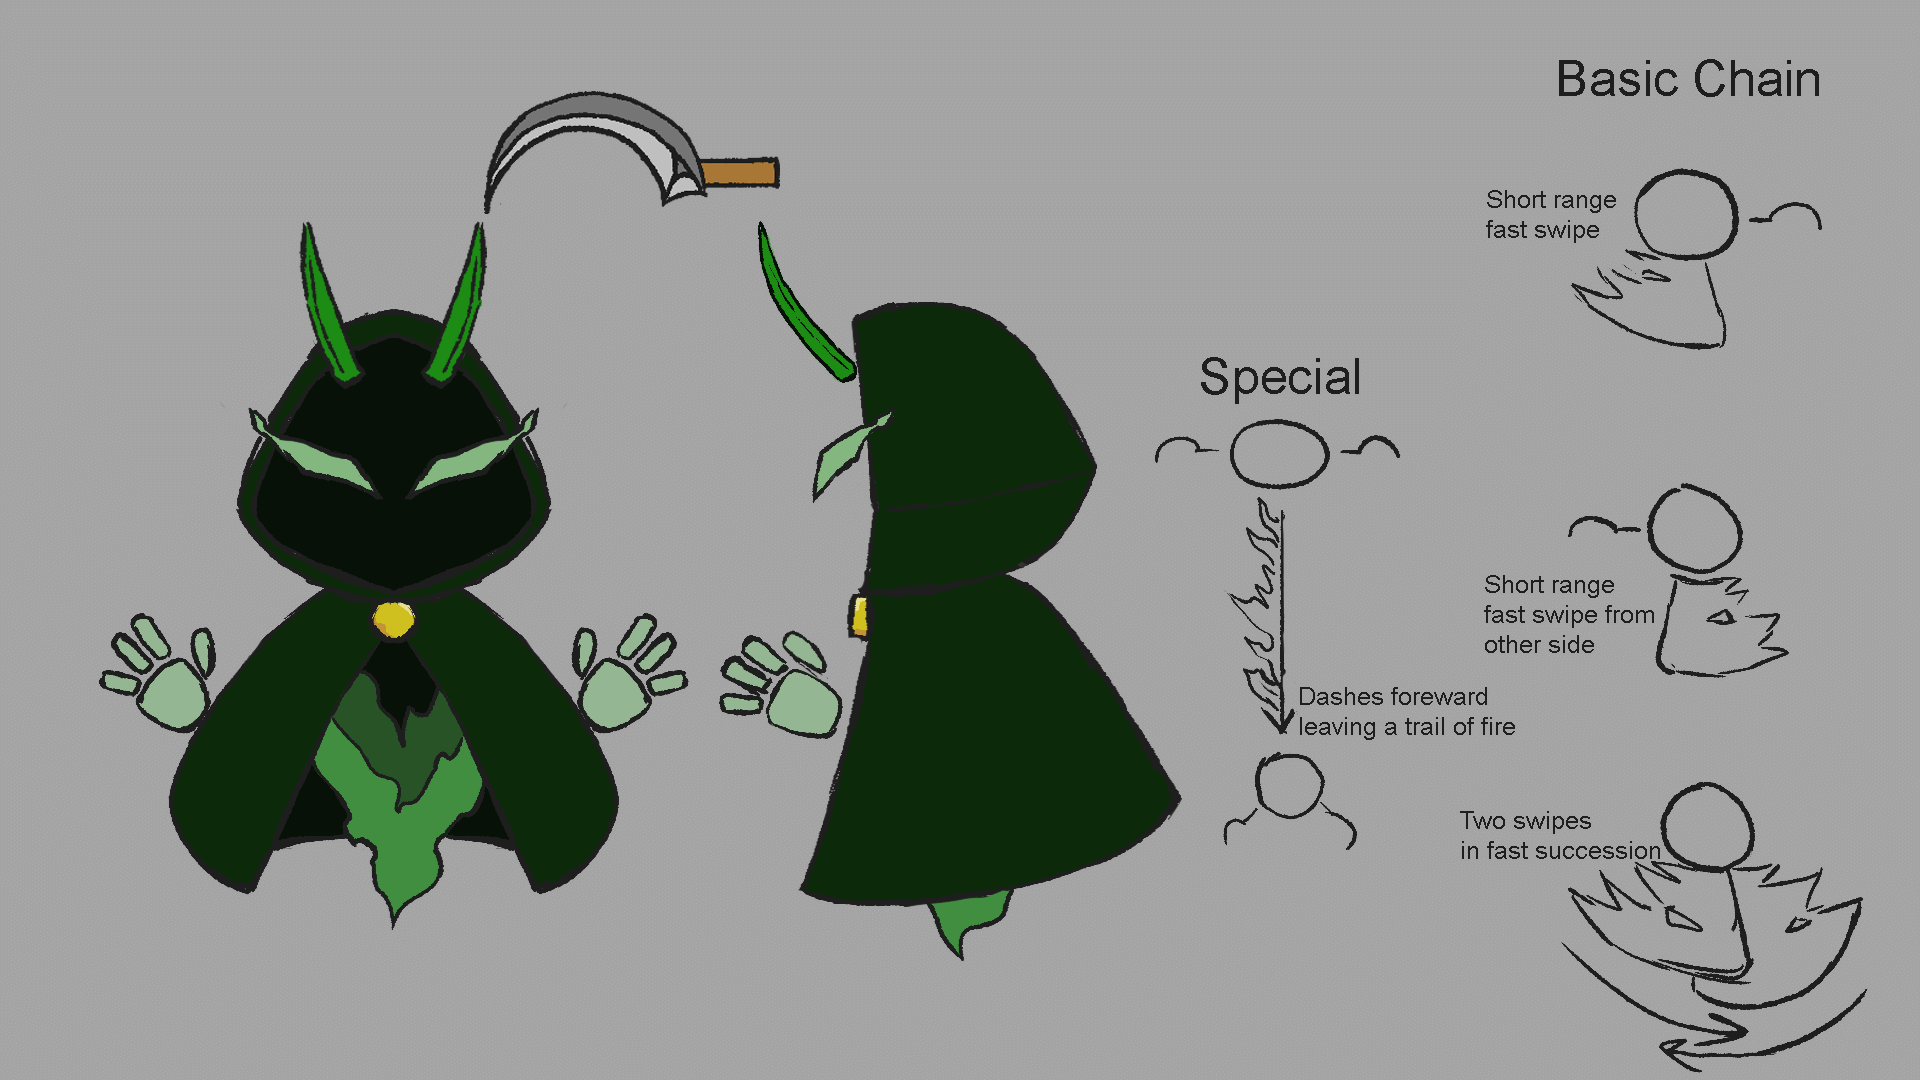 Basic Chain
Short range
fast swipe
Special
Short range
fast swipe from
other side
Dashes foreward
leaving a trail of fire
Two swipes
in fast succession